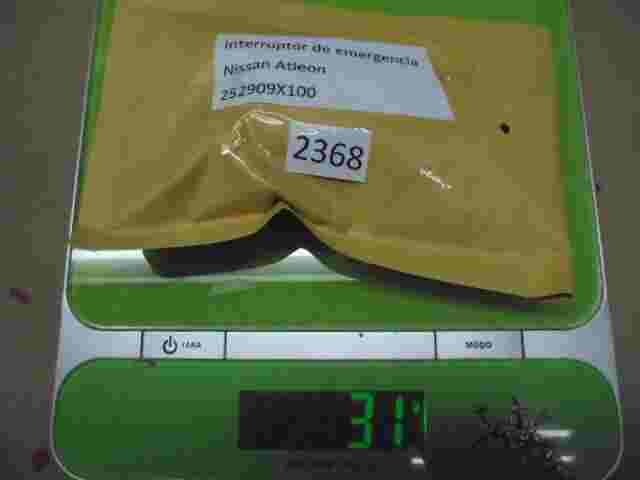 Interruptor de emergencia
Nissan Atleon
252909X100
2368
TARA
MODO
31